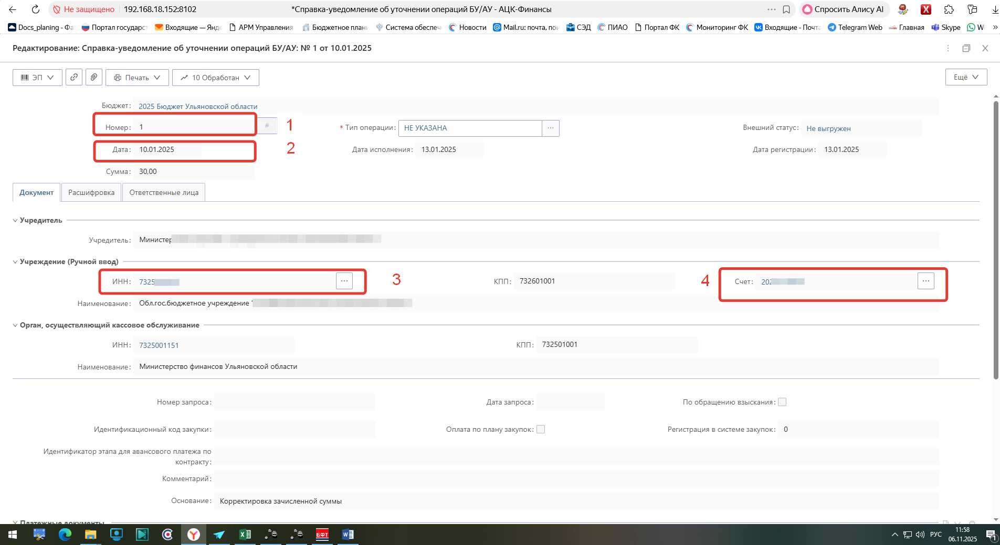 Не защищено 192.168.18.152:8102 *Справка-уведомление об уточнении операций БУ/АУ - АЦК-Финансы Спросить Алису AI
Docs_planing - Фа Портал государст Входящие — Янде АРМ Управления Бюджетное плани Система обеспеч Новости Mail.ru: почта, пои СЭД ПИАО Портал ФК Мониторинг ФК Входящие - Почта Telegram Web Главная Skype W »
Редактирование: Справка-уведомление об уточнении операций БУ/АУ: № 1 от 10.01.2025
ЭП Печать 10 Обработан Ещё
Бюджет: 2025 Бюджет Ульяновской области
Номер: 1 # 1 * Тип операции: НЕ УКАЗАНА ... Внешний статус: Не выгружен
Дата: 10.01.2025 2 Дата исполнения: 13.01.2025 Дата регистрации: 13.01.2025
Сумма: 30,00
Документ Расшифровка Ответственные лица
Учредитель
Учредитель: Министер
Учреждение (Ручной ввод)
ИНН: 7325 ... 3 КПП: 732601001 4 Счет: 202 ...
Наименование: Обл.гос.бюджетное учреждение "
Орган, осуществляющий кассовое обслуживание
ИНН: 7325001151 КПП: 732501001
Наименование: Министерство финансов Ульяновской области
Номер запроса: Дата запроса: По обращению взыскания:
Идентификационный код закупки: Оплата по плану закупок: Регистрация в системе закупок: 0
Идентификатор этапа для авансового платежа по
контракту:
Комментарий:
Основание: Корректировка зачисленной суммы
Платежные документы
БФТ РУС 11:58
06.11.2025 1